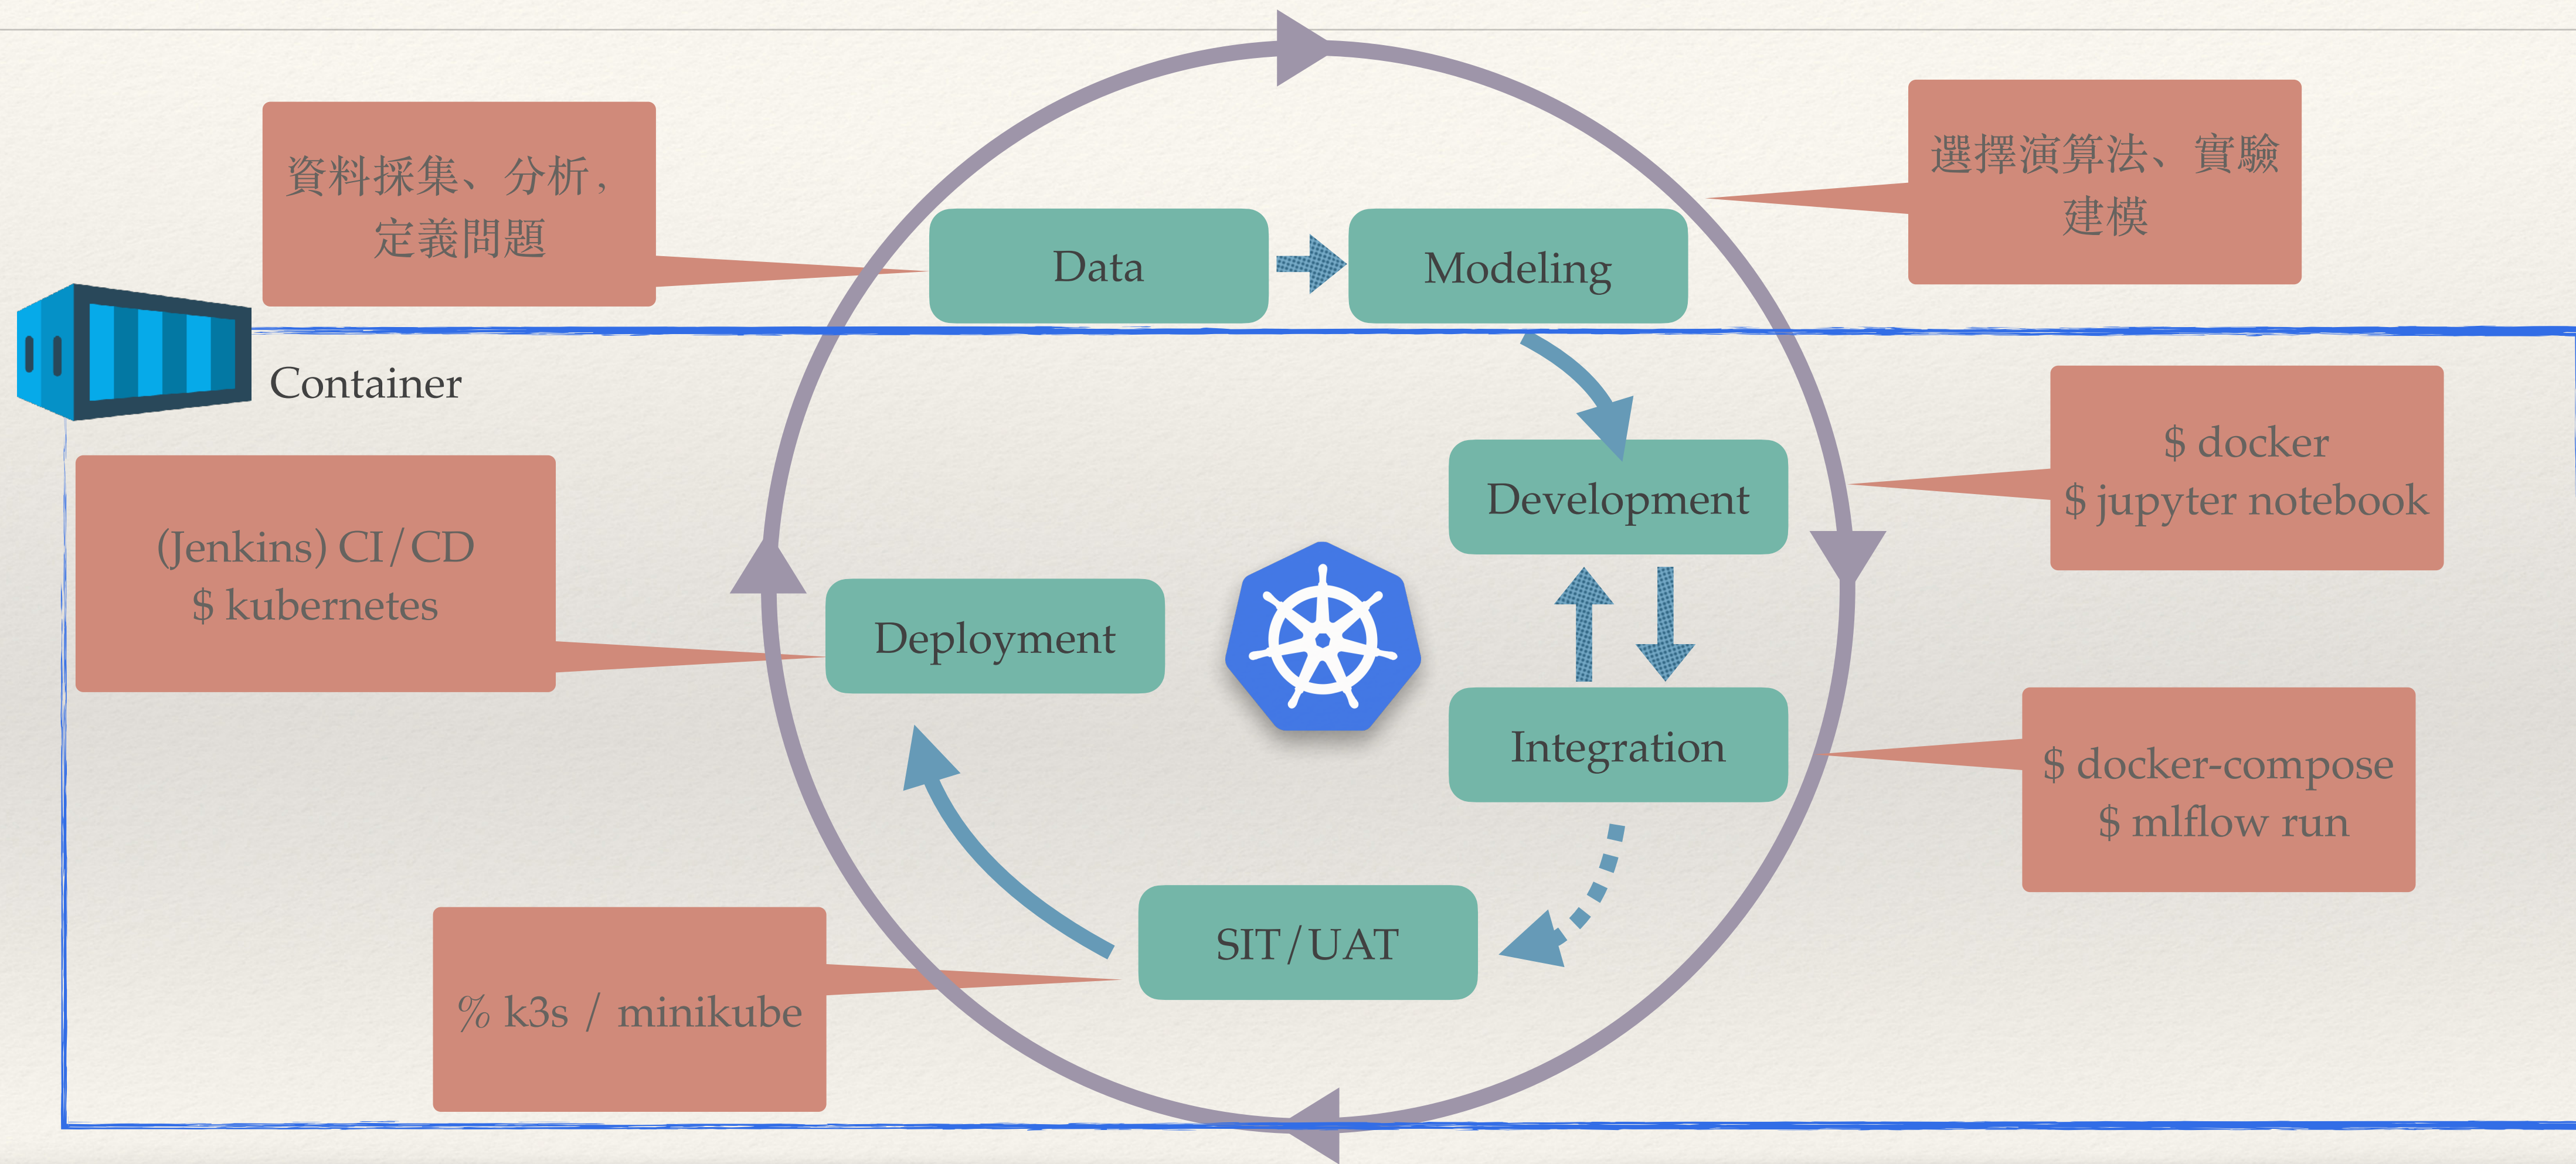 資料採集、分析，
定義問題
選擇演算法、實驗
建模
Data
Modeling
Container
$ docker
$ jupyter notebook
Development
(Jenkins) CI/CD
$ kubernetes
Deployment
Integration
$ docker-compose
$ mlflow run
SIT/UAT
% k3s / minikube